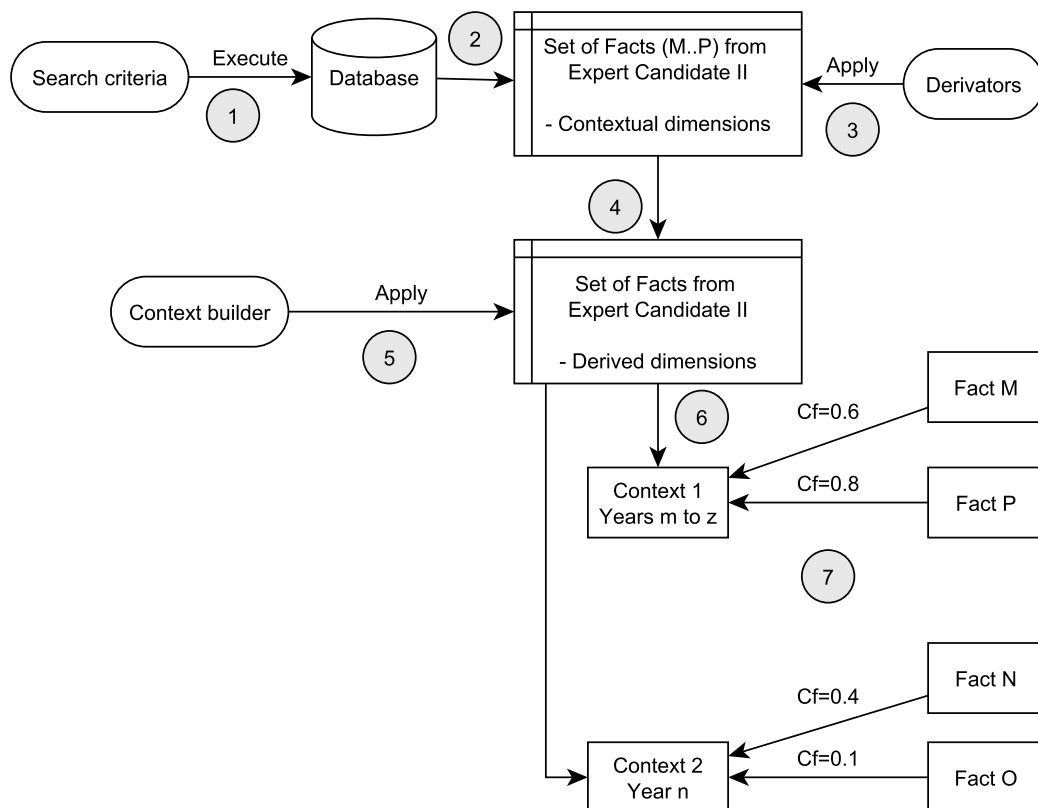 Search criteria
Execute
1
Database
2
Set of Facts (M..P) from
Expert Candidate II
- Contextual dimensions
Apply
3
Derivators
4
Context builder
Apply
5
Set of Facts from
Expert Candidate II
- Derived dimensions
6
Context 1
Years m to z
Cf=0.6
Fact M
Cf=0.8
Fact P
7
Context 2
Year n
Cf=0.4
Fact N
Cf=0.1
Fact O